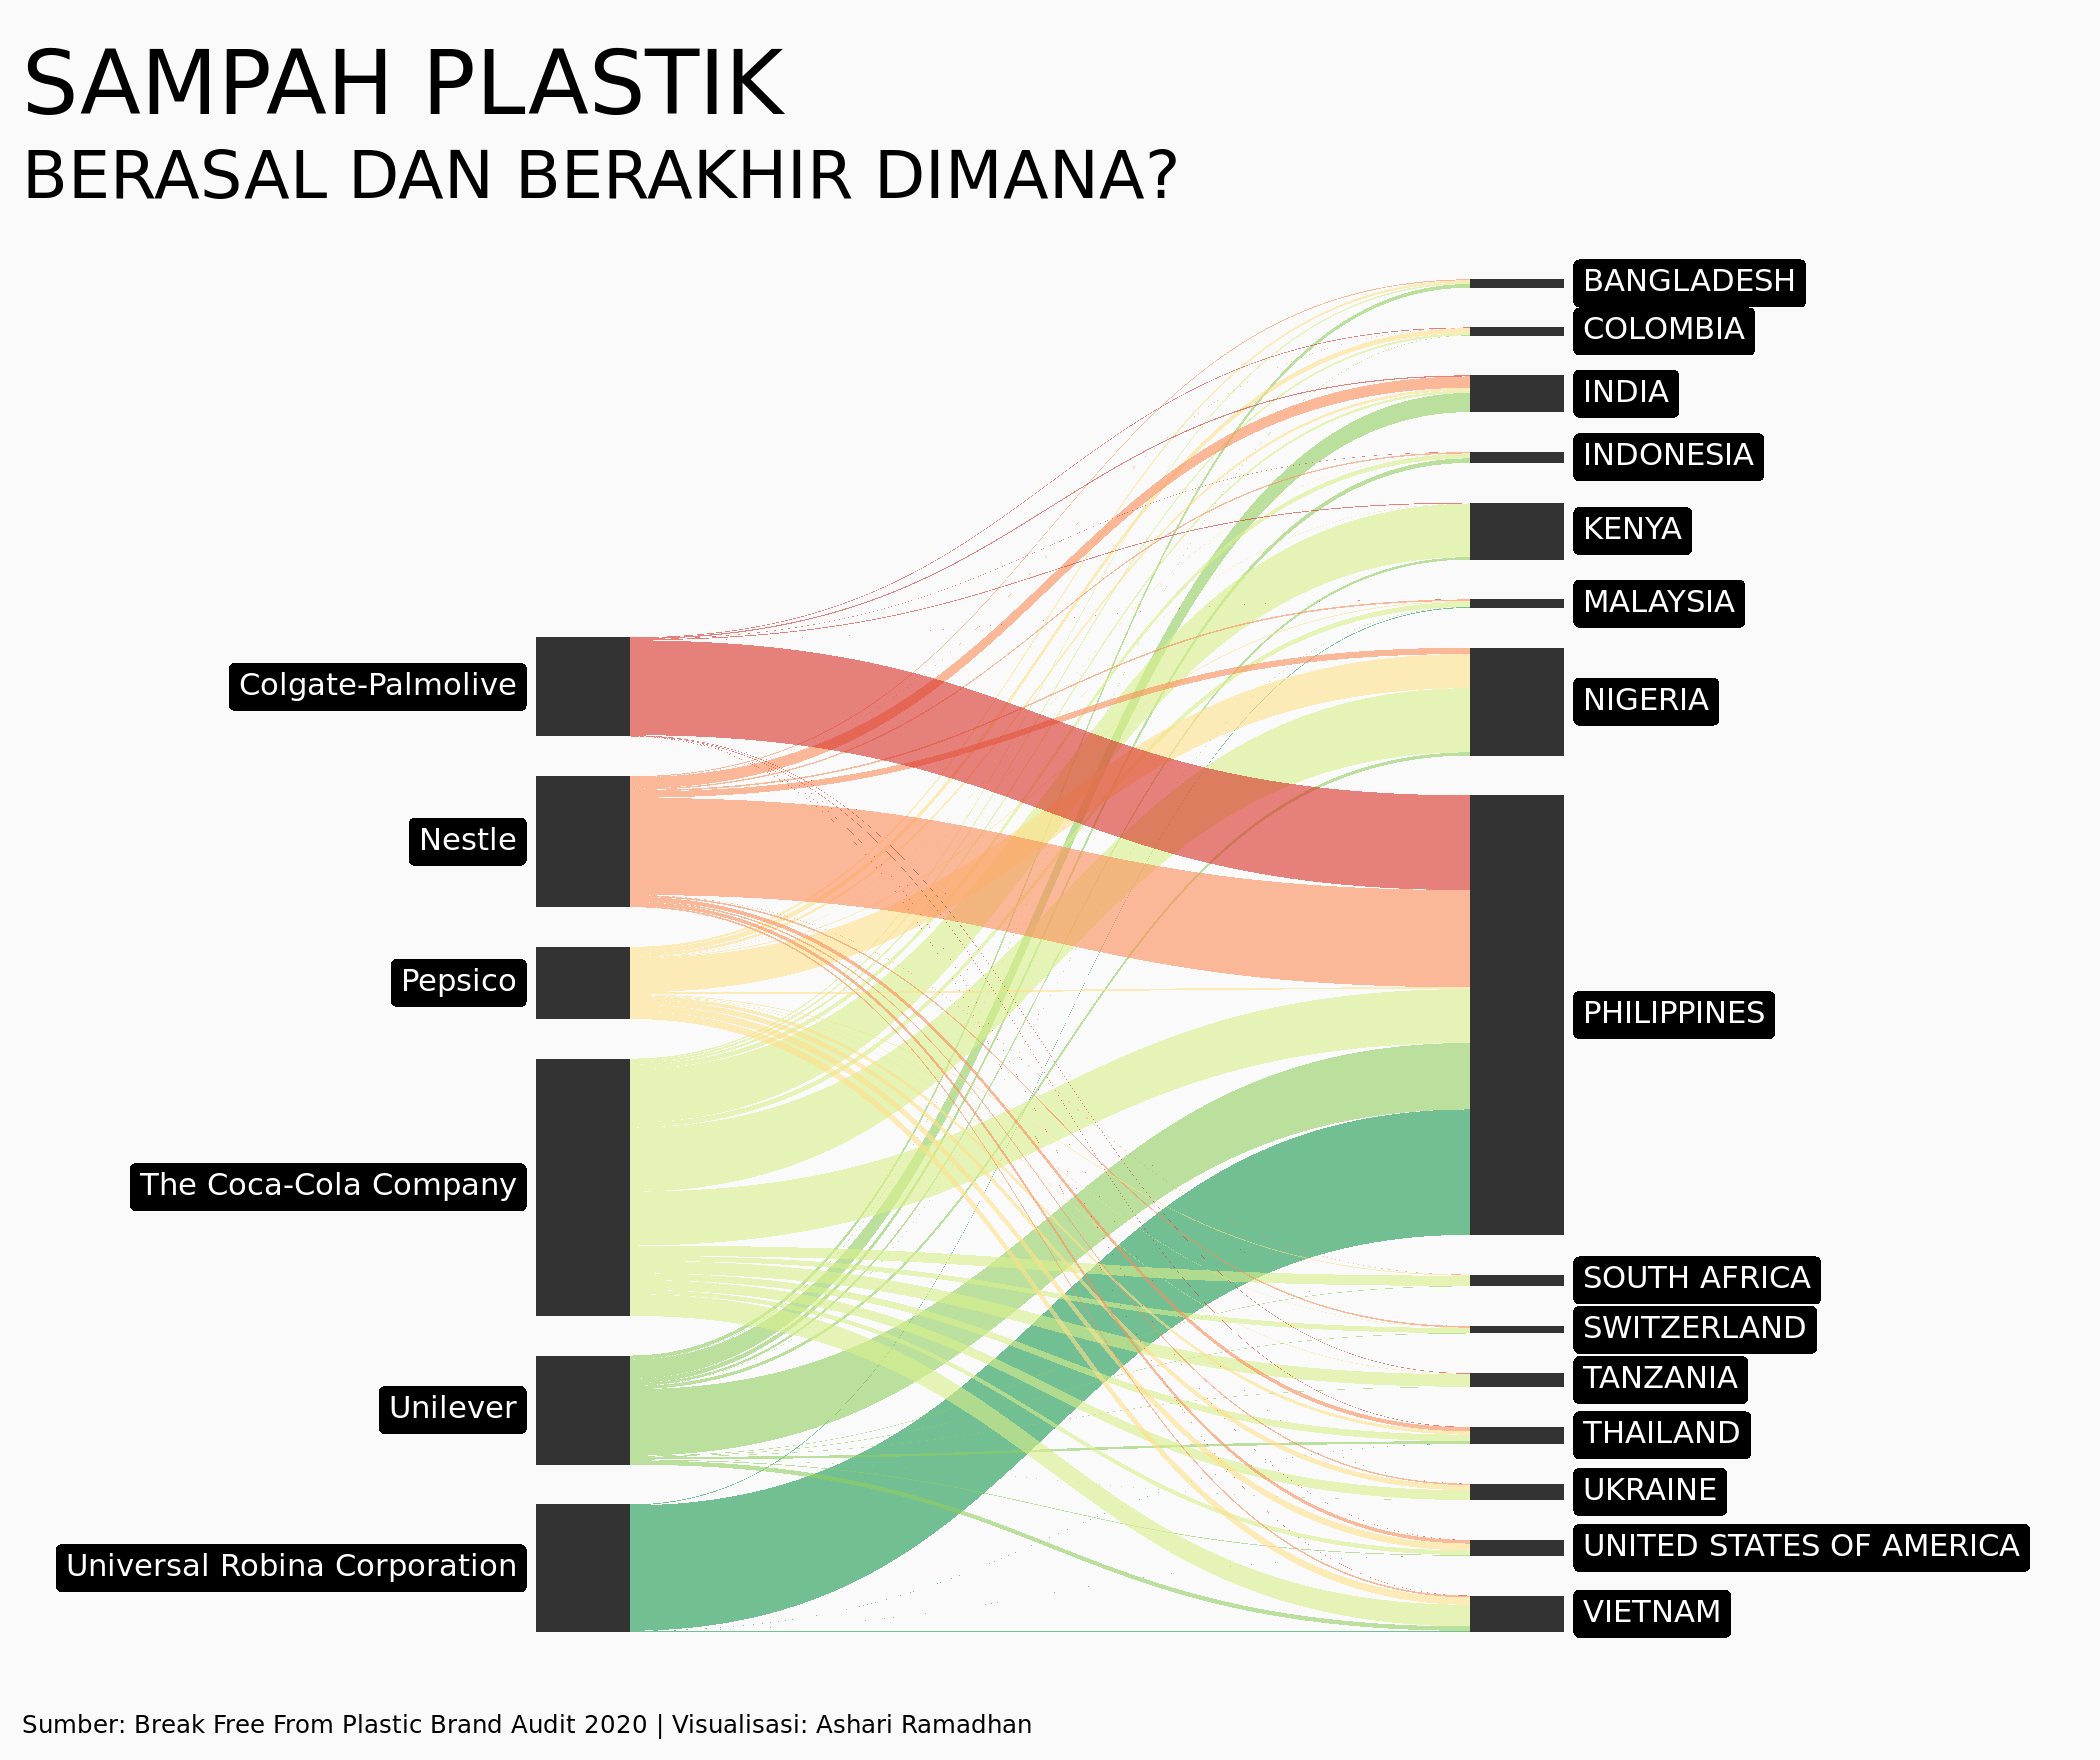 SAMPAH PLASTIK
BERASAL DAN BERAKHIR DIMANA?
Colgate-Palmolive
Nestle
Pepsico
The Coca-Cola Company
Unilever
Universal Robina Corporation
BANGLADESH
COLOMBIA
INDIA
INDONESIA
KENYA
MALAYSIA
NIGERIA
PHILIPPINES
SOUTH AFRICA
SWITZERLAND
TANZANIA
THAILAND
UKRAINE
UNITED STATES OF AMERICA
VIETNAM
Sumber: Break Free From Plastic Brand Audit 2020 | Visualisasi: Ashari Ramadhan